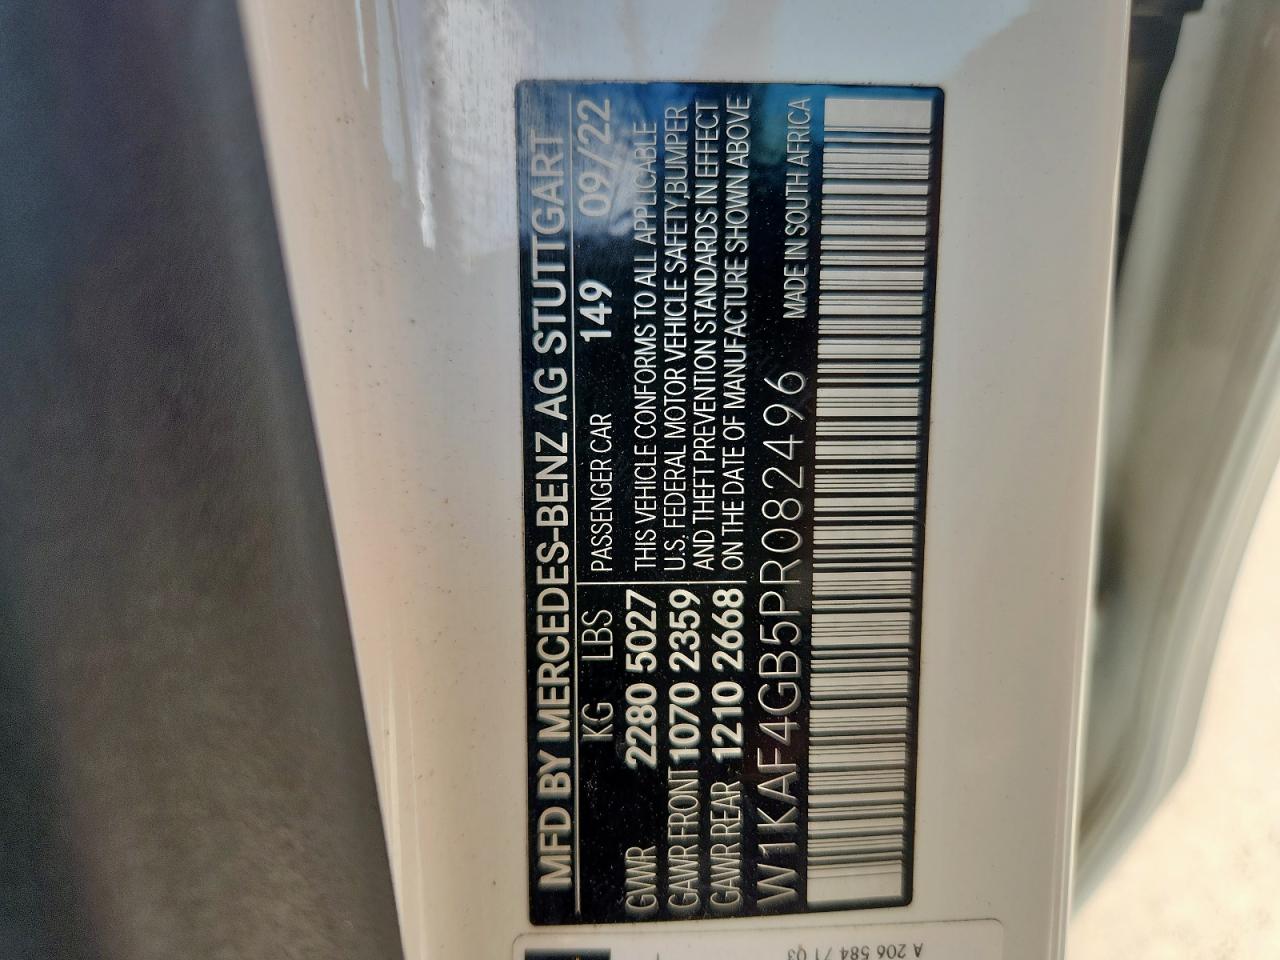 MFD BY MERCEDES-BENZ AG STUTTGART
KG LBS PASSENGER CAR 149 09/22
GVWR 2280 5027
GAWR FRONT 1070 2359
GAWR REAR 1210 2668
THIS VEHICLE CONFORMS TO ALL APPLICABLE
U.S. FEDERAL MOTOR VEHICLE SAFETY,BUMPER
AND THEFT PREVENTION STANDARDS IN EFFECT
ON THE DATE OF MANUFACTURE SHOWN ABOVE
W1KAF4GB5PR082496 MADE IN SOUTH AFRICA
A 206 584 71 03